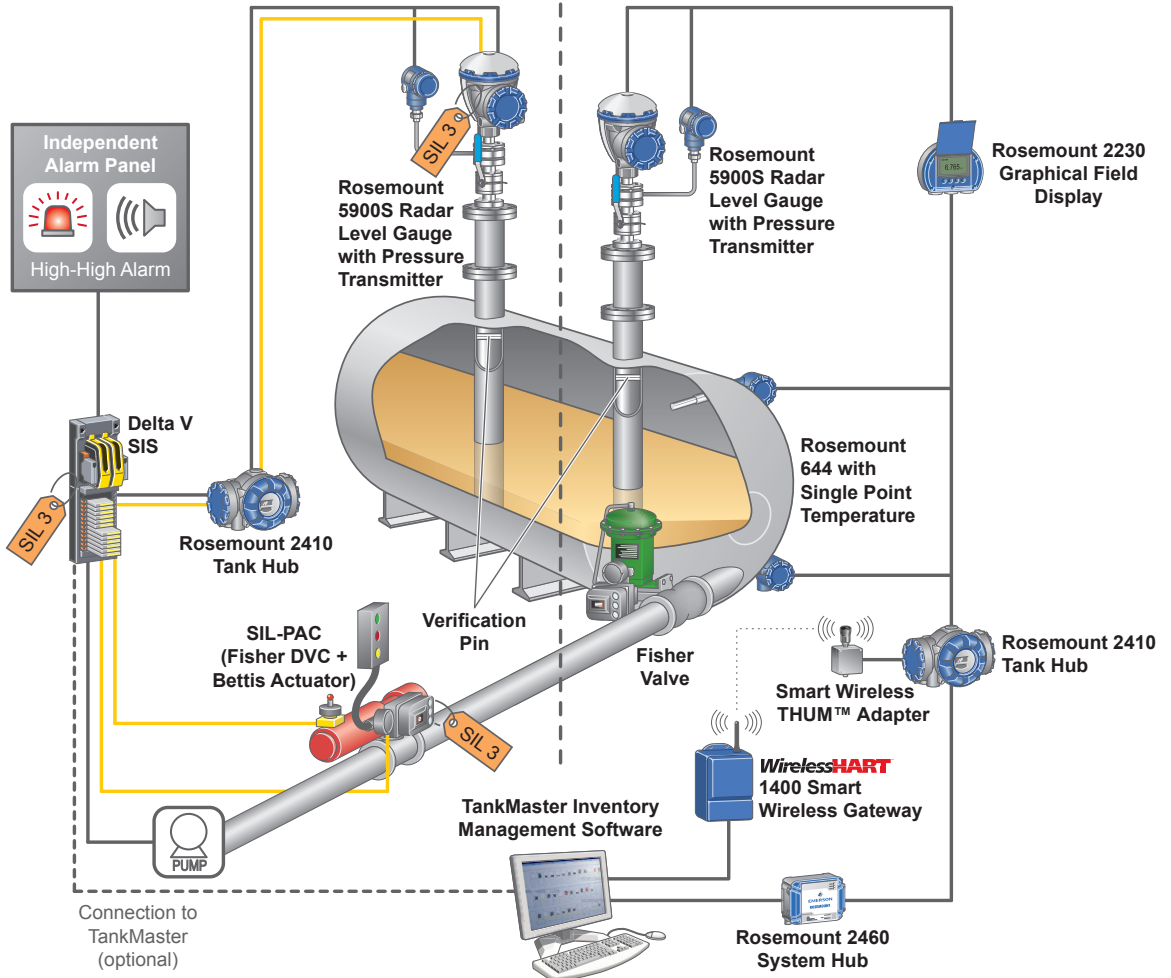 Independent
Alarm Panel
High-High Alarm
SIL 3
Rosemount
5900S Radar
Level Gauge
with Pressure
Transmitter
Rosemount
5900S Radar
Level Gauge
with Pressure
Transmitter
6,765
Rosemount 2230
Graphical Field
Display
Delta V
SIS
SIL 3
Rosemount 2410
Tank Hub
Rosemount
644 with
Single Point
Temperature
Verification
Pin
SIL-PAC
(Fisher DVC +
Bettis Actuator)
SIL 3
Fisher
Valve
Smart Wireless
THUM™ Adapter
Rosemount 2410
Tank Hub
WirelessHART
1400 Smart
Wireless Gateway
TankMaster Inventory
Management Software
PUMP
Connection to
TankMaster
(optional)
EMERSON
ROSEMOUNT
Rosemount 2460
System Hub